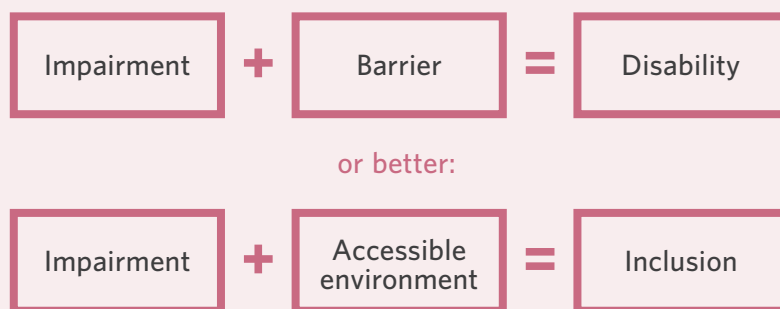 Impairment + Barrier = Disability
or better:
Impairment + Accessible
environment = Inclusion